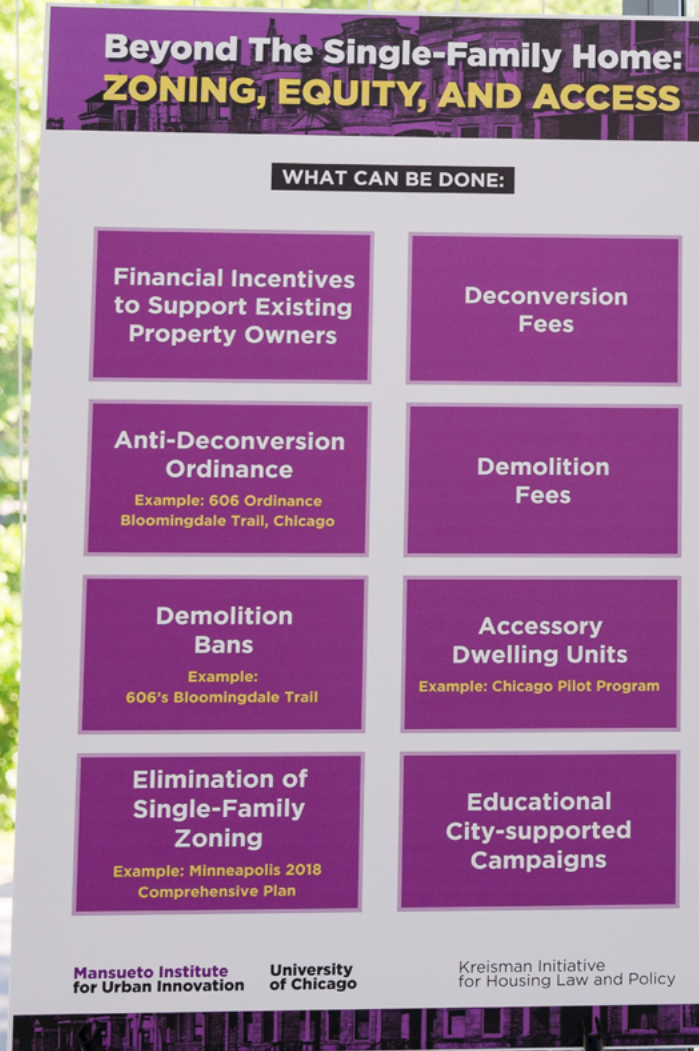 Beyond The Single-Family Home:
ZONING, EQUITY, AND ACCESS
WHAT CAN BE DONE:
Financial Incentives
to Support Existing
Property Owners
Deconversion
Fees
Anti-Deconversion
Ordinance
Example: 606 Ordinance
Bloomingdale Trail, Chicago
Demolition
Fees
Demolition
Bans
Example:
606's Bloomingdale Trail
Accessory
Dwelling Units
Example: Chicago Pilot Program
Elimination of
Single-Family
Zoning
Example: Minneapolis 2018
Comprehensive Plan
Educational
City-supported
Campaigns
Mansueto Institute
for Urban Innovation
University
of Chicago
Kreisman Initiative
for Housing Law and Policy